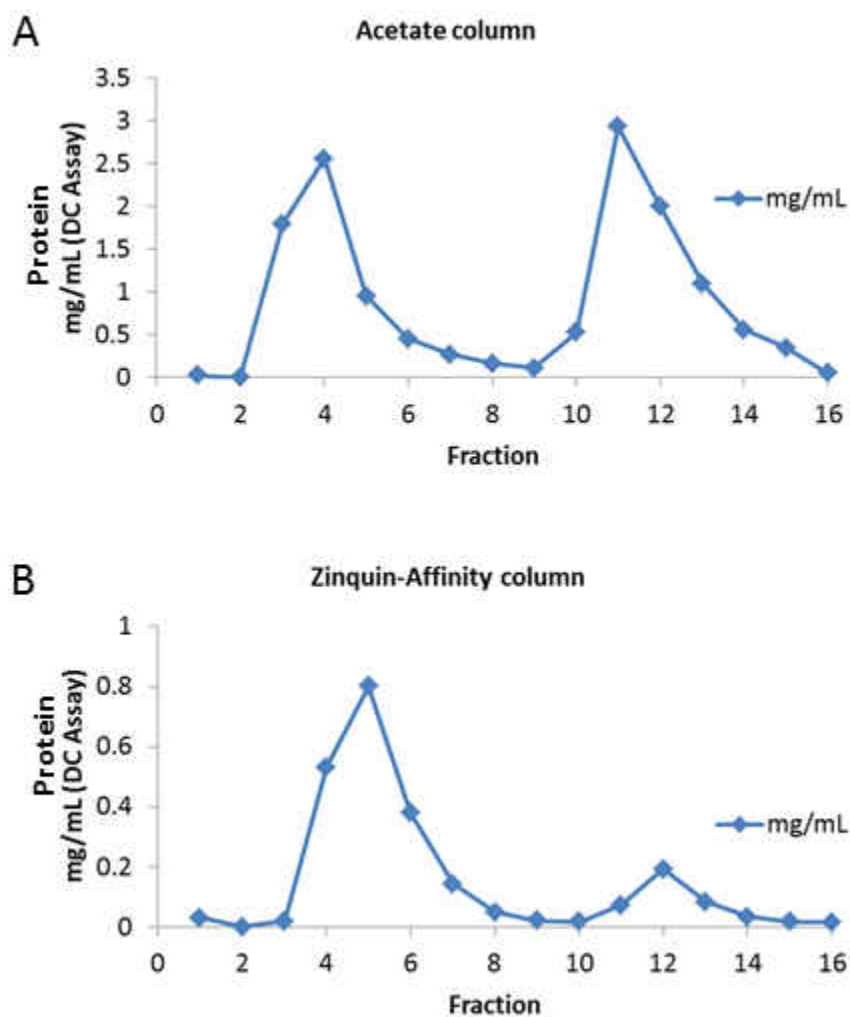 A
Acetate column
3.5
3
2.5
2
1.5
1
0.5
0
Protein
mg/mL (DC Assay)
mg/mL
0 2 4 6 8 10 12 14 16
Fraction
B
Zinquin-Affinity column
1
0.8
0.6
0.4
0.2
0
Protein
mg/mL (DC Assay)
mg/mL
0 2 4 6 8 10 12 14 16
Fraction